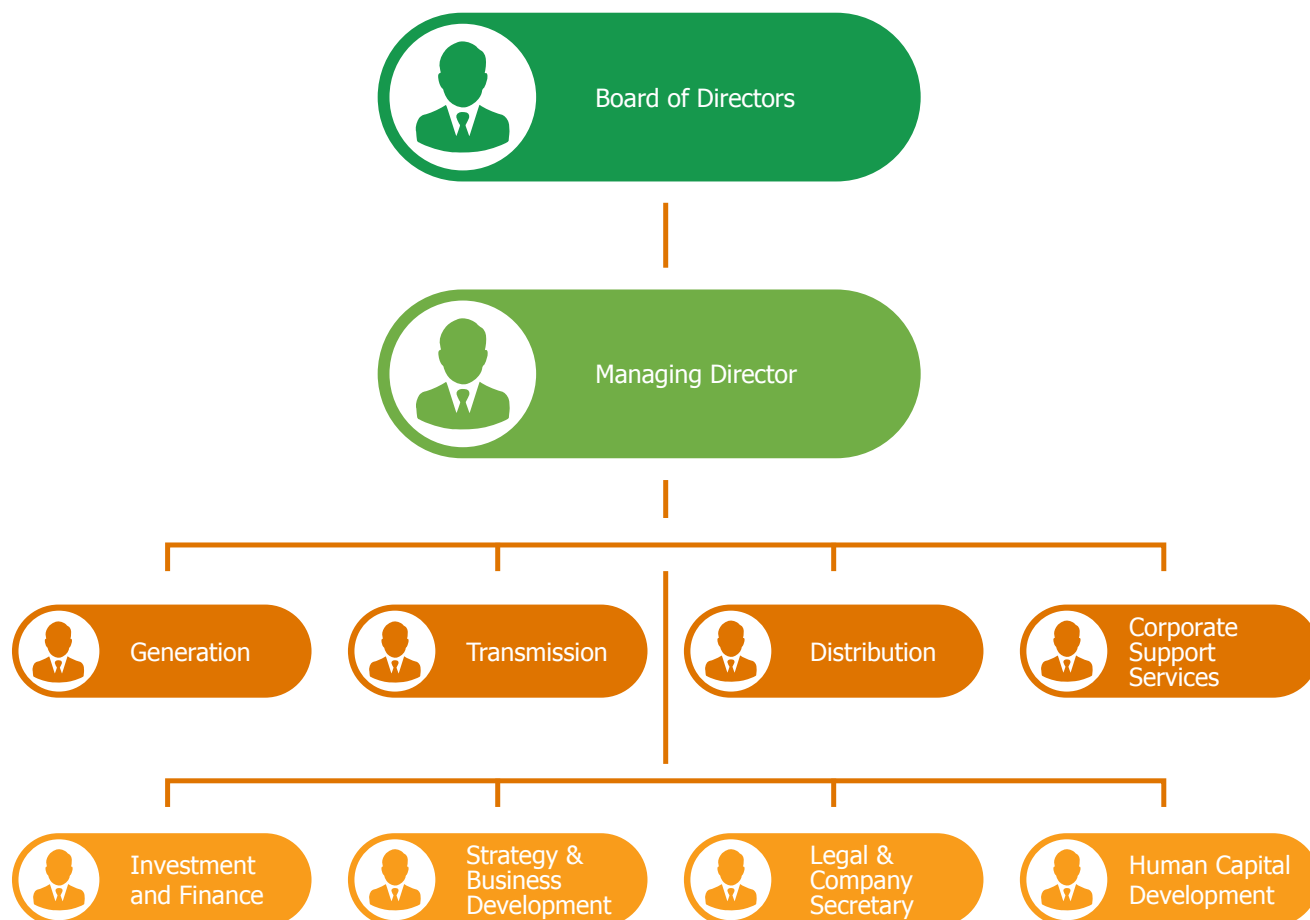 Board of Directors
Managing Director
Generation
Transmission
Distribution
Corporate
Support
Services
Investment
and Finance
Strategy &
Business
Development
Legal &
Company
Secretary
Human Capital
Development